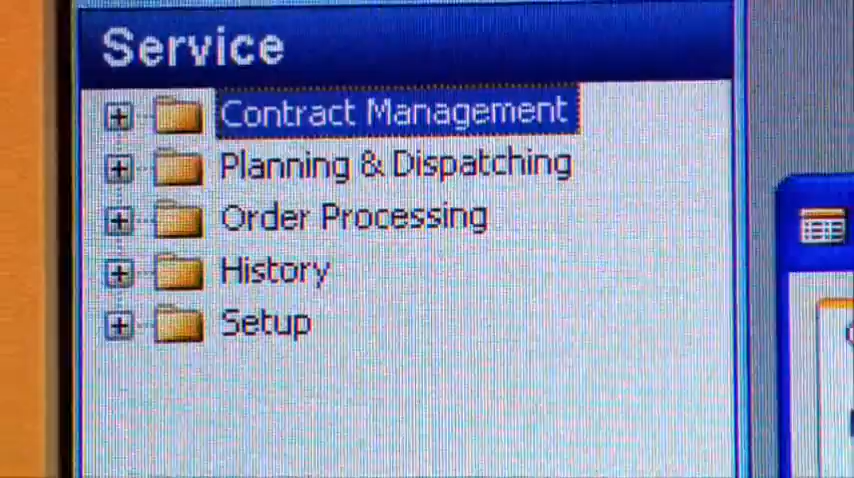 Service
Contract Management
Planning & Dispatching
Order Processing
History
Setup